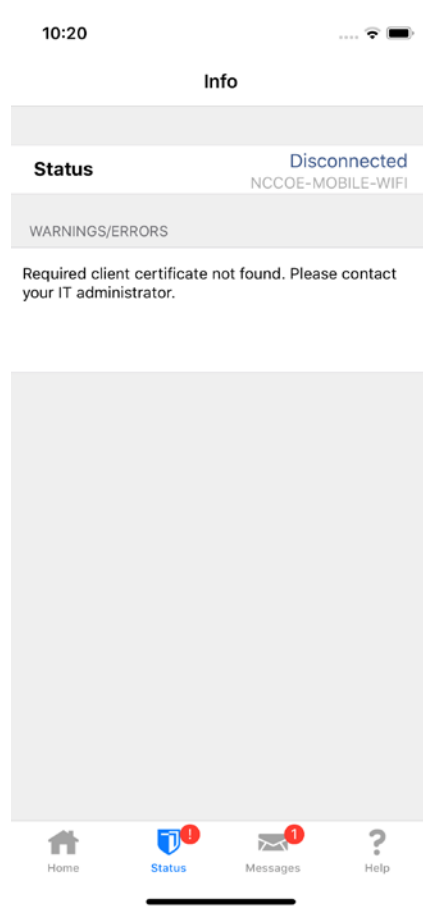 10:20
Info
Status
Disconnected
NCCOE-MOBILE-WIFI
WARNINGS/ERRORS
Required client certificate not found. Please contact
your IT administrator.
!
1
Home
Status
Messages
?
Help